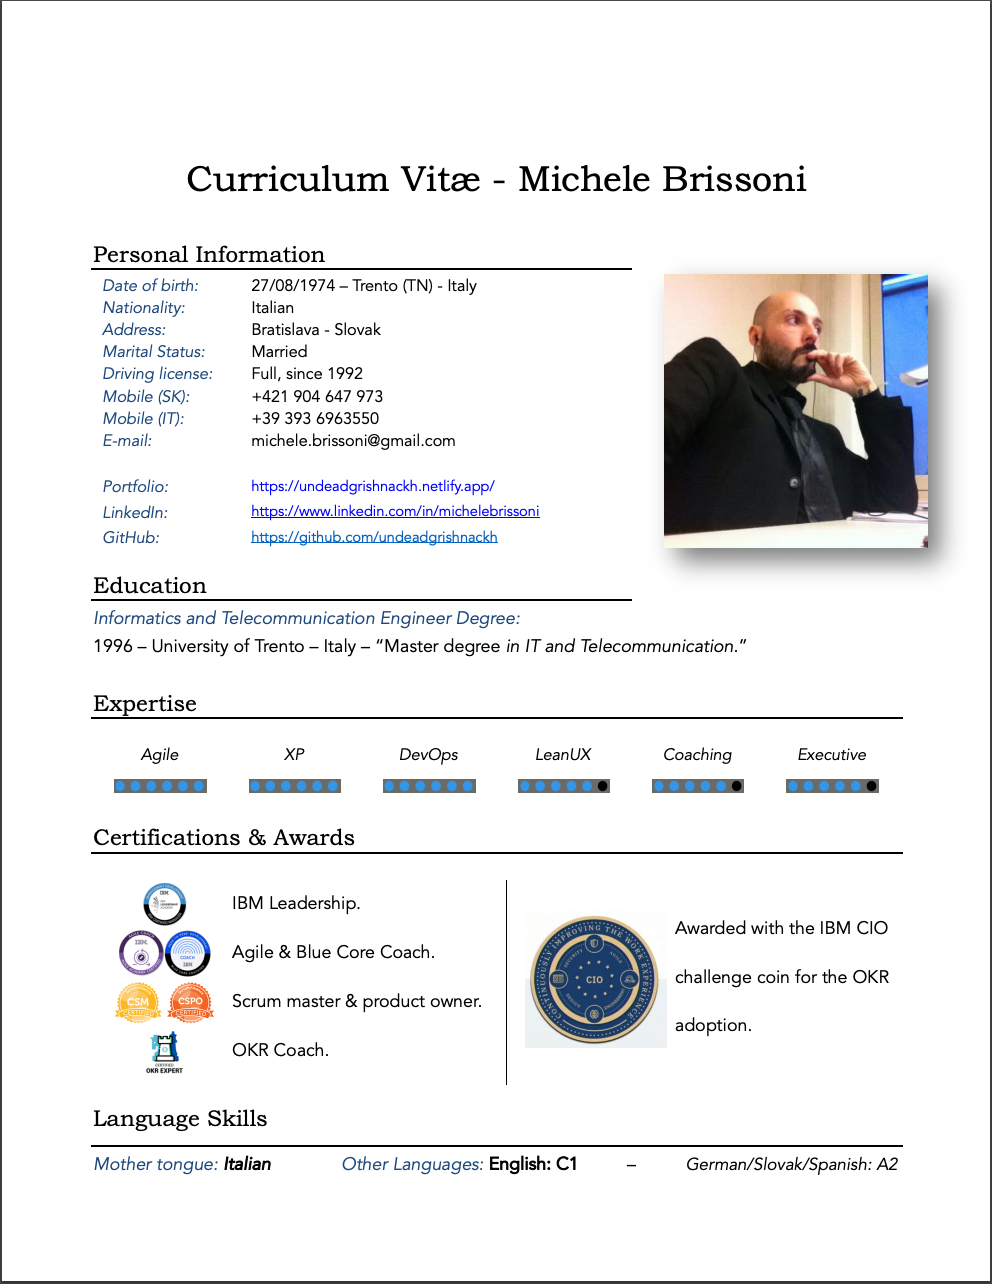 Curriculum Vitæ - Michele Brissoni
Personal Information
Date of birth: 27/08/1974 – Trento (TN) - Italy
Nationality: Italian
Address: Bratislava - Slovak
Marital Status: Married
Driving license: Full, since 1992
Mobile (SK): +421 904 647 973
Mobile (IT): +39 393 6963550
E-mail: michele.brissoni@gmail.com
Portfolio: https://undeadgrishnackh.netlify.app/
LinkedIn: https://www.linkedin.com/in/michelebrissoni
GitHub: https://github.com/undeadgrishnackh
Education
Informatics and Telecommunication Engineer Degree:
1996 – University of Trento – Italy – “Master degree in IT and Telecommunication.”
Expertise
Agile XP DevOps LeanUX Coaching Executive
Certifications & Awards
IBM Leadership.
Agile & Blue Core Coach.
Scrum master & product owner.
OKR Coach.
IBM
LEADERSHIP
IBM
COACH
IBM
CSM
CERTIFIED
CSPO
CERTIFIED
CERTIFIED
OKR EXPERT
CONTINUOUSLY IMPROVING THE WORK EXPERIENCE
CIO
Awarded with the IBM CIO
challenge coin for the OKR
adoption.
Language Skills
Mother tongue: Italian Other Languages: English: C1 – German/Slovak/Spanish: A2